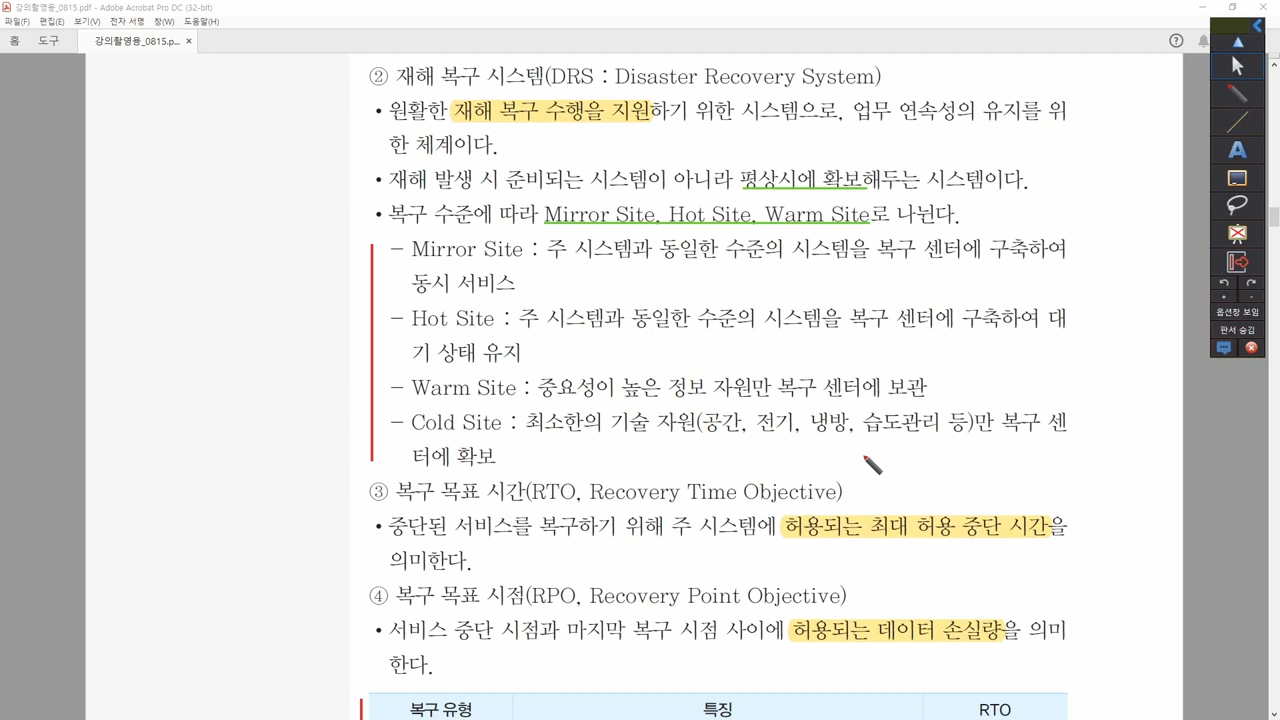 강의촬영용_0815.pdf - Adobe Acrobat Pro DC (32-bit)
파일(F) 편집(E) 보기(V) 전자 서명 창(W) 도움말(H)
홈 도구 강의촬영용_0815.p... ×
② 재해 복구 시스템(DRS : Disaster Recovery System)
• 원활한 재해 복구 수행을 지원하기 위한 시스템으로, 업무 연속성의 유지를 위
한 체계이다.
• 재해 발생 시 준비되는 시스템이 아니라 평상시에 확보해두는 시스템이다.
• 복구 수준에 따라 Mirror Site, Hot Site, Warm Site로 나뉜다.
– Mirror Site : 주 시스템과 동일한 수준의 시스템을 복구 센터에 구축하여
동시 서비스
– Hot Site : 주 시스템과 동일한 수준의 시스템을 복구 센터에 구축하여 대
기 상태 유지
– Warm Site : 중요성이 높은 정보 자원만 복구 센터에 보관
– Cold Site : 최소한의 기술 자원(공간, 전기, 냉방, 습도관리 등)만 복구 센
터에 확보
③ 복구 목표 시간(RTO, Recovery Time Objective)
• 중단된 서비스를 복구하기 위해 주 시스템에 허용되는 최대 허용 중단 시간을
의미한다.
④ 복구 목표 시점(RPO, Recovery Point Objective)
• 서비스 중단 시점과 마지막 복구 시점 사이에 허용되는 데이터 손실량을 의미
한다.
복구 유형 특징 RTO
옵션창 보임
판서 숨김